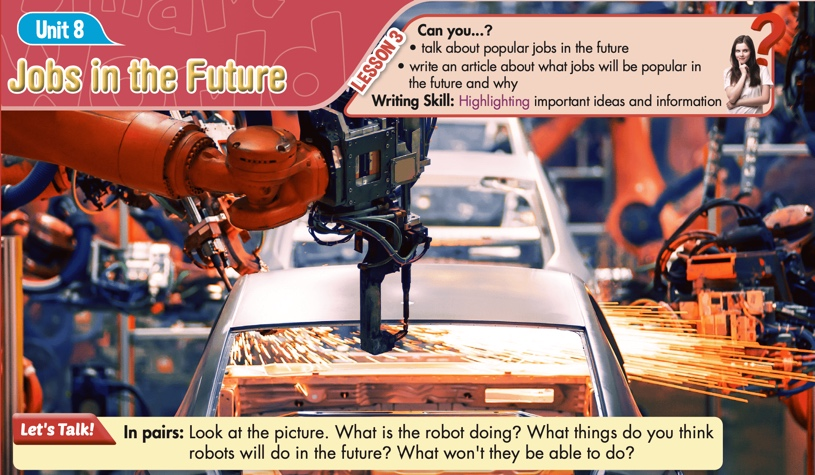 Unit 8
Jobs in the Future
LESSON 3
Can you...?
• talk about popular jobs in the future
• write an article about what jobs will be popular in
the future and why
Writing Skill: Highlighting important ideas and information
?
Let's Talk!
In pairs: Look at the picture. What is the robot doing? What things do you think
robots will do in the future? What won't they be able to do?